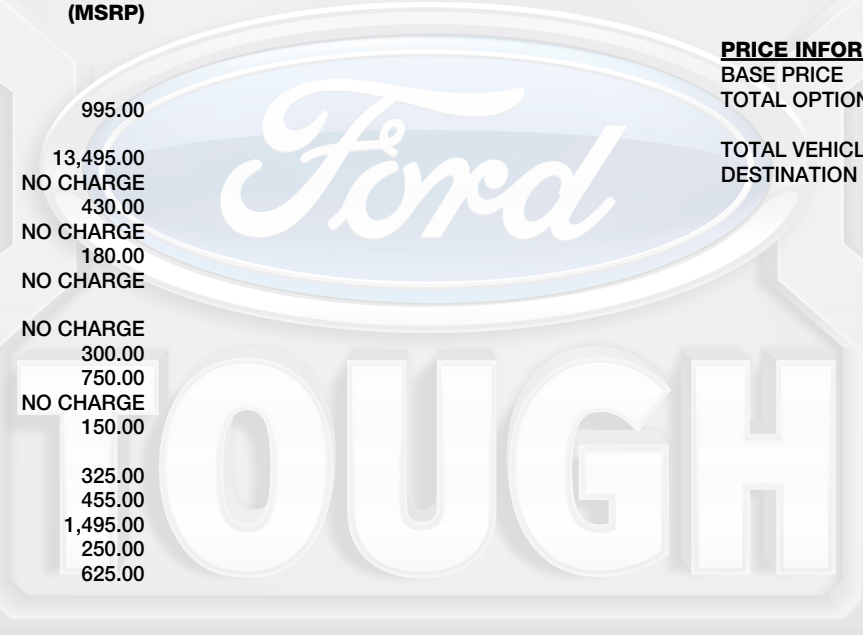 (MSRP)
995.00
13,495.00
NO CHARGE
430.00
NO CHARGE
180.00
NO CHARGE
NO CHARGE
300.00
750.00
NO CHARGE
150.00
325.00
455.00
1,495.00
250.00
625.00
PRICE INFOR
BASE PRICE
TOTAL OPTION
TOTAL VEHICL
DESTINATION
Ford
TOUGH